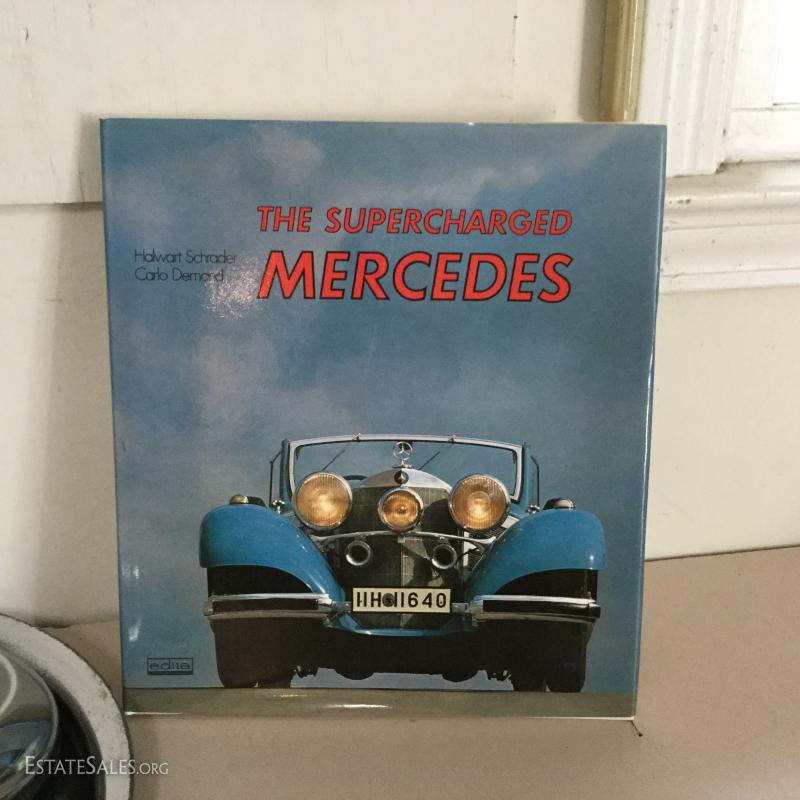 THE SUPERCHARGED
MERCEDES
Halwart Schrader
Carlo Demand
HH 11640
edita
ESTATESALES.ORG